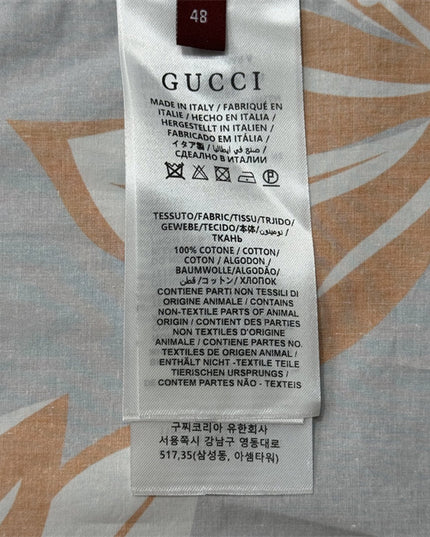 48
GUCCI
MADE IN ITALY / FABRIQUÉ EN
ITALIE / HECHO EN ITALIA /
HERGESTELLT IN ITALIEN /
FABRICADO EM ITÁLIA /
イタリア製 / صنع في إيطاليا /
СДЕЛАНО В ИТАЛИИ
P
TESSUTO/FABRIC/TISSU/TEJIDO/
GEWEBE/TECIDO/本体/نومينون/
ТКАНЬ
100% COTONE / COTTON/
COTON / ALGODON /
BAUMWOLLE/ALGODÃO/
コットン/قطن / ХЛОПОК
CONTIENE PARTI NON TESSILI DI
ORIGINE ANIMALE / CONTAINS
NON-TEXTILE PARTS OF ANIMAL
ORIGIN / CONTIENT DES PARTIES
NON TEXTILES D'ORIGINE
ANIMALE / CONTIENE PARTES NO
TEXTILES DE ORIGEN ANIMAL /
ENTHÄLT NICHT -TEXTILE TEILE
TIERISCHEN URSPRUNGS /
CONTEM PARTES NÃO - TEXTEIS
구찌코리아 유한회사
서울특별시 강남구 영동대로
517,35(삼성동, 아셈타워)